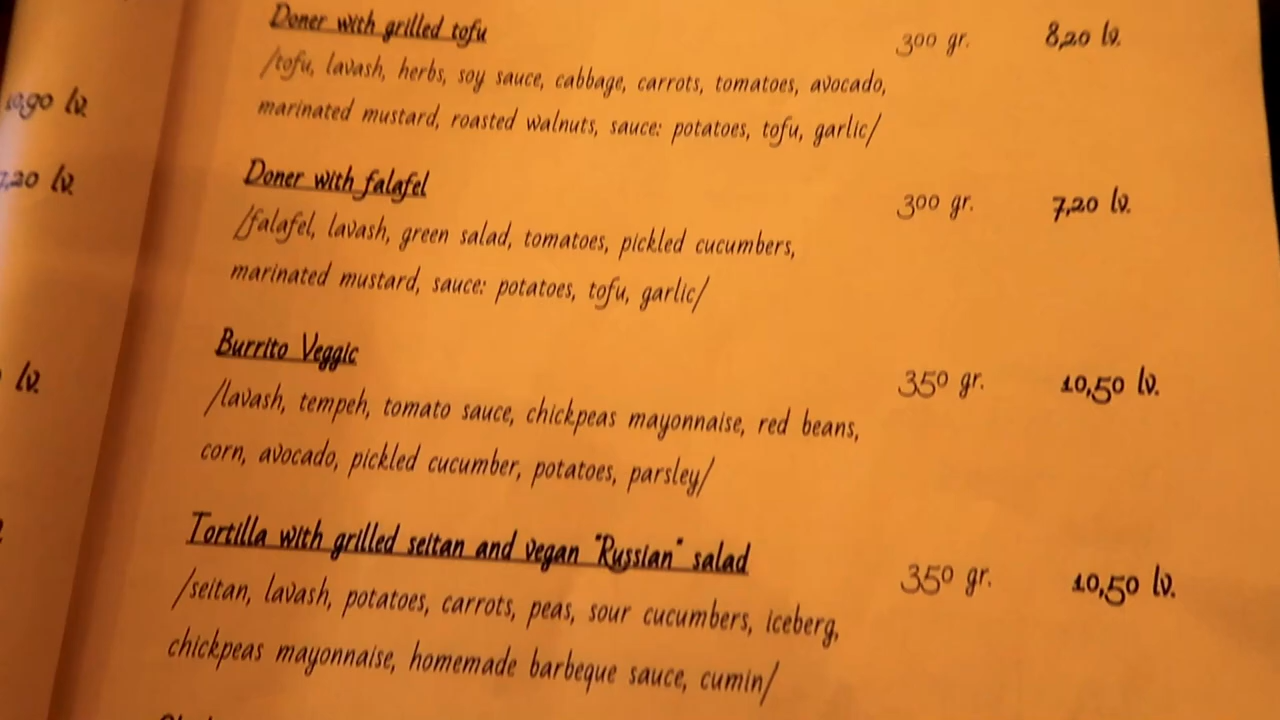 Doner with grilled tofu 300 gr. 8,20 lv.
/tofu, lavash, herbs, soy sauce, cabbage, carrots, tomatoes, avocado,
marinated mustard, roasted walnuts, sauce: potatoes, tofu, garlic/
Doner with falafel 300 gr. 7,20 lv.
/falafel, lavash, green salad, tomatoes, pickled cucumbers,
marinated mustard, sauce: potatoes, tofu, garlic/
Burrito Veggic 350 gr. 10,50 lv.
/lavash, tempeh, tomato sauce, chickpeas mayonnaise, red beans,
corn, avocado, pickled cucumber, potatoes, parsley/
Tortilla with grilled seitan and vegan "Russian" salad 350 gr. 10,50 lv.
/seitan, lavash, potatoes, carrots, peas, sour cucumbers, iceberg,
chickpeas mayonnaise, homemade barbeque sauce, cumin/
lv.
lv.
lv.